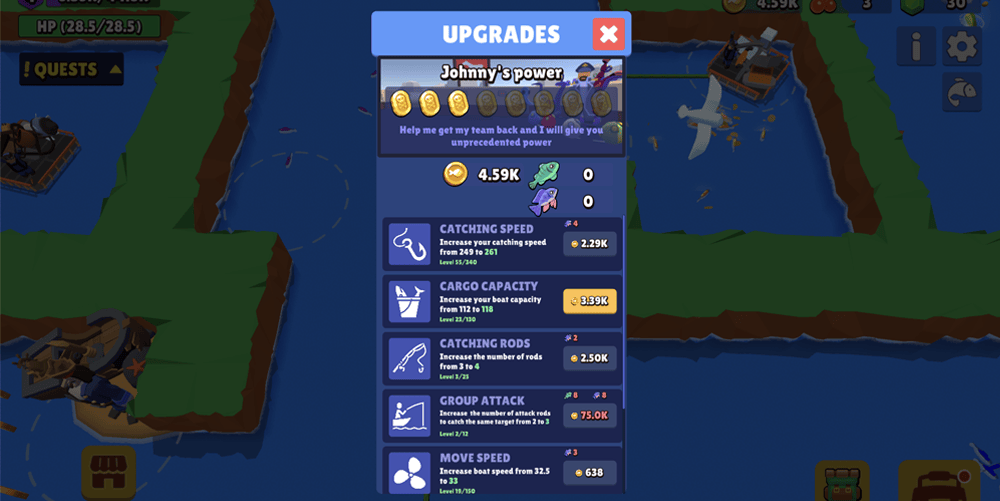 HP (28.5/28.5)
! QUESTS
4.59K
3
30
UPGRADES
Johnny's power
Help me get my team back and I will give you
unprecedented power
4.59K
0
0
CATCHING SPEED
Increase your catching speed
from 249 to 261
Level 55/340
4
2.29K
CARGO CAPACITY
Increase your boat capacity
from 112 to 118
Level 23/130
3.39K
CATCHING RODS
Increase the number of rods
from 3 to 4
Level 3/25
2
2.50K
GROUP ATTACK
Increase the number of attack rods
to catch the same target from 2 to 3
Level 2/12
8
8
75.0K
MOVE SPEED
Increase boat speed from 32.5
to 33
Level 19/150
3
638